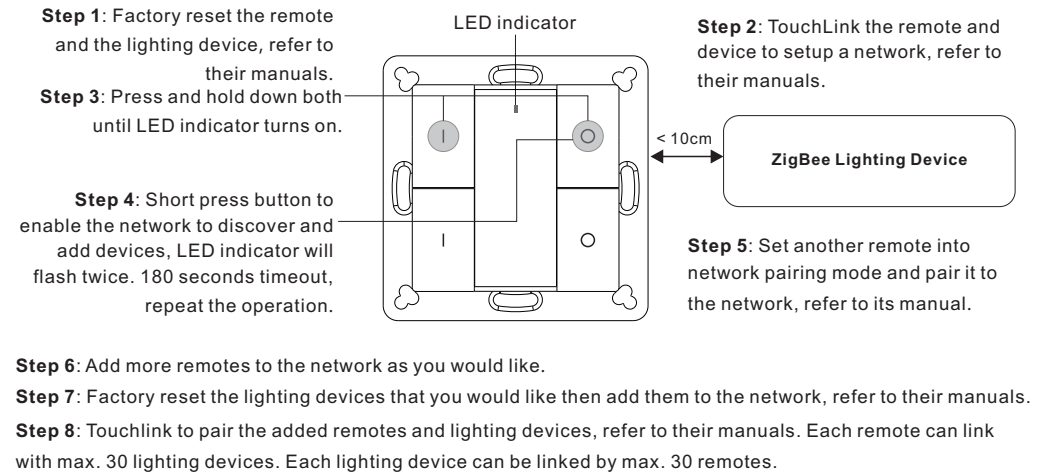 Step 1: Factory reset the remote
and the lighting device, refer to
their manuals.
LED indicator
Step 2: TouchLink the remote and
device to setup a network, refer to
their manuals.
Step 3: Press and hold down both
until LED indicator turns on.
I
O
< 10cm
ZigBee Lighting Device
Step 4: Short press button to
enable the network to discover and
add devices, LED indicator will
flash twice. 180 seconds timeout,
repeat the operation.
I
O
Step 5: Set another remote into
network pairing mode and pair it to
the network, refer to its manual.
Step 6: Add more remotes to the network as you would like.
Step 7: Factory reset the lighting devices that you would like then add them to the network, refer to their manuals.
Step 8: Touchlink to pair the added remotes and lighting devices, refer to their manuals. Each remote can link
with max. 30 lighting devices. Each lighting device can be linked by max. 30 remotes.